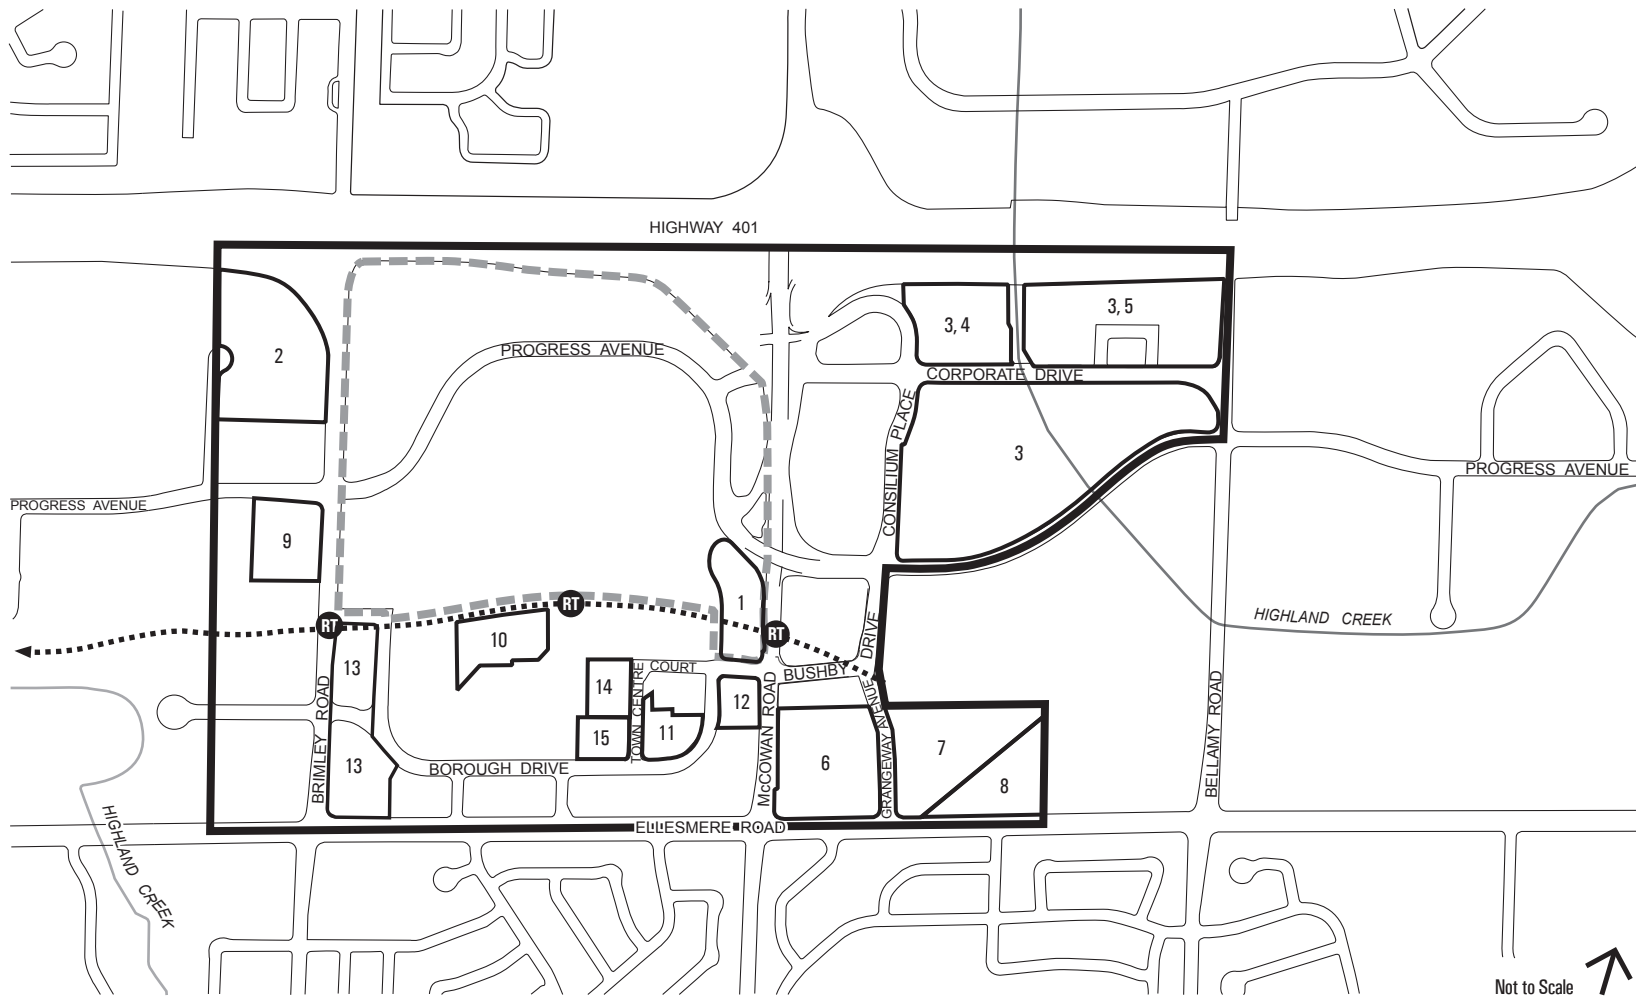 HIGHWAY 401
3, 4
3, 5
2
PROGRESS AVENUE
CORPORATE DRIVE
CONSILIUM PLACE
3
PROGRESS AVENUE
PROGRESS AVENUE
9
1
RT
RT
RT
HIGHLAND CREEK
10
13
14
TOWN CENTRE COURT
BUSHBY DRIVE
12
11
15
13
BRIMLEY ROAD
BOROUGH DRIVE
McCOWAN ROAD
6
GRANGEWAY AVENUE
7
8
BELLAMY ROAD
ELLESMERE ROAD
HIGHLAND CREEK
Not to Scale